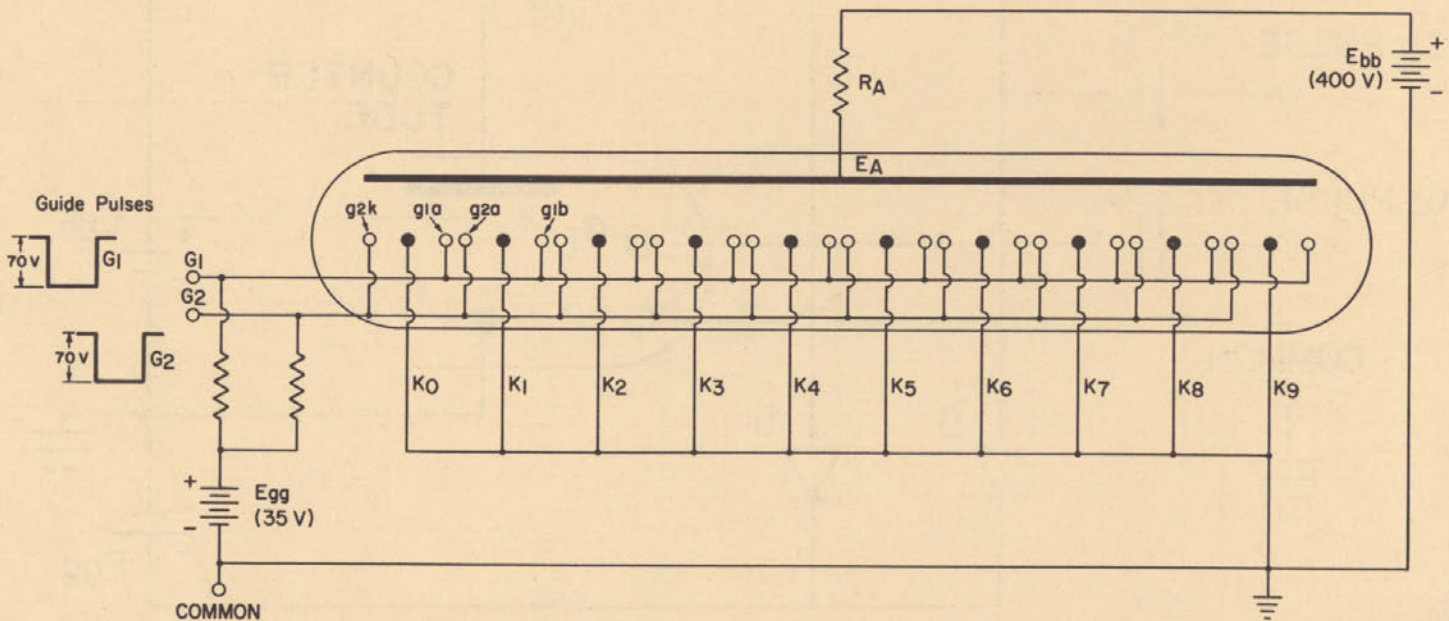 Ebb
(400 V)
+
-
RA
EA
Guide Pulses
70 V
G1
70 V
G2
G1
G2
g2k
g1a
g2a
g1b
K0
K1
K2
K3
K4
K5
K6
K7
K8
K9
+
-
Egg
(35 V)
COMMON